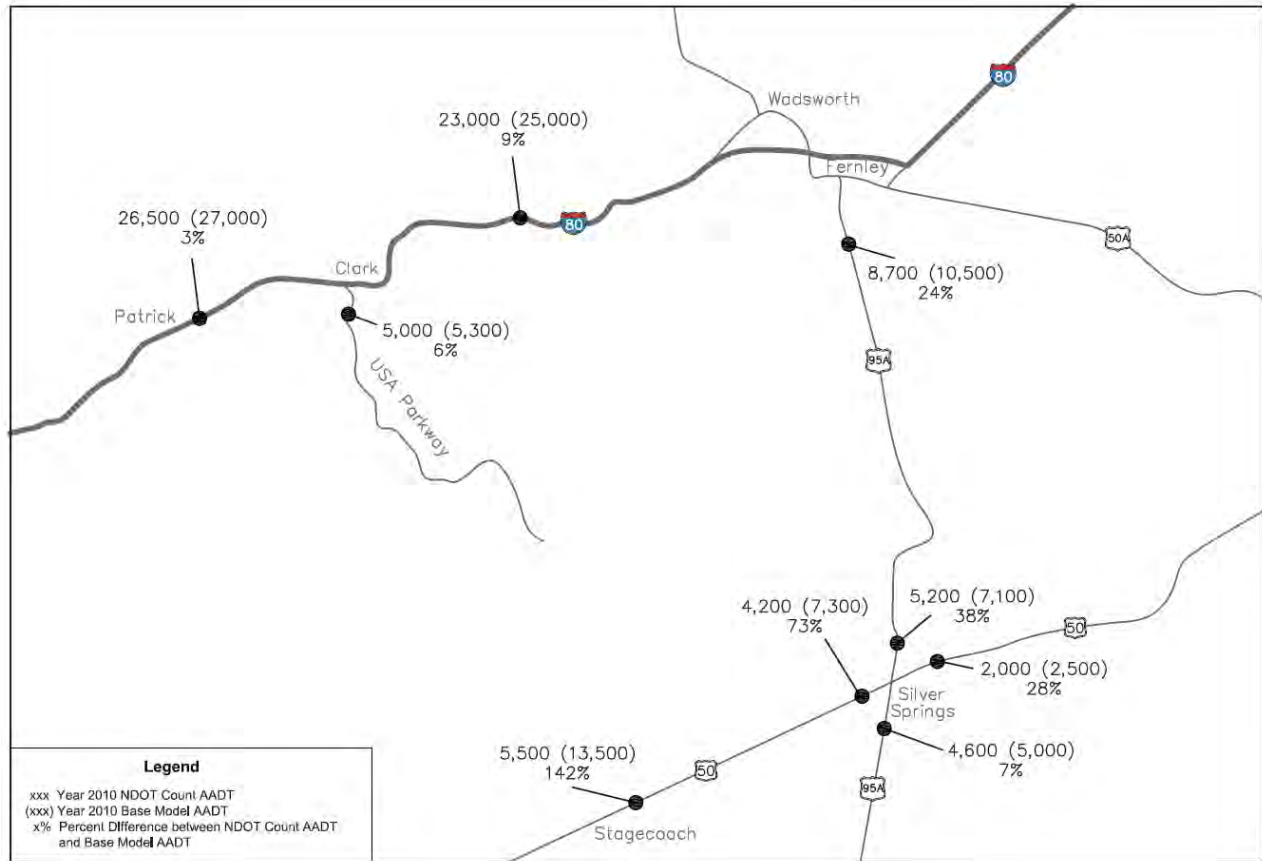 80
Wadsworth
23,000 (25,000)
9%
Fernley
26,500 (27,000)
3%
80
50A
Clark
8,700 (10,500)
24%
Patrick
5,000 (5,300)
6%
95A
USA Parkway
4,200 (7,300)
73%
5,200 (7,100)
38%
50
2,000 (2,500)
28%
Silver
Springs
5,500 (13,500)
142%
50
4,600 (5,000)
7%
95A
Stagecoach
Legend
xxx Year 2010 NDOT Count AADT
(xxx) Year 2010 Base Model AADT
x% Percent Difference between NDOT Count AADT
and Base Model AADT